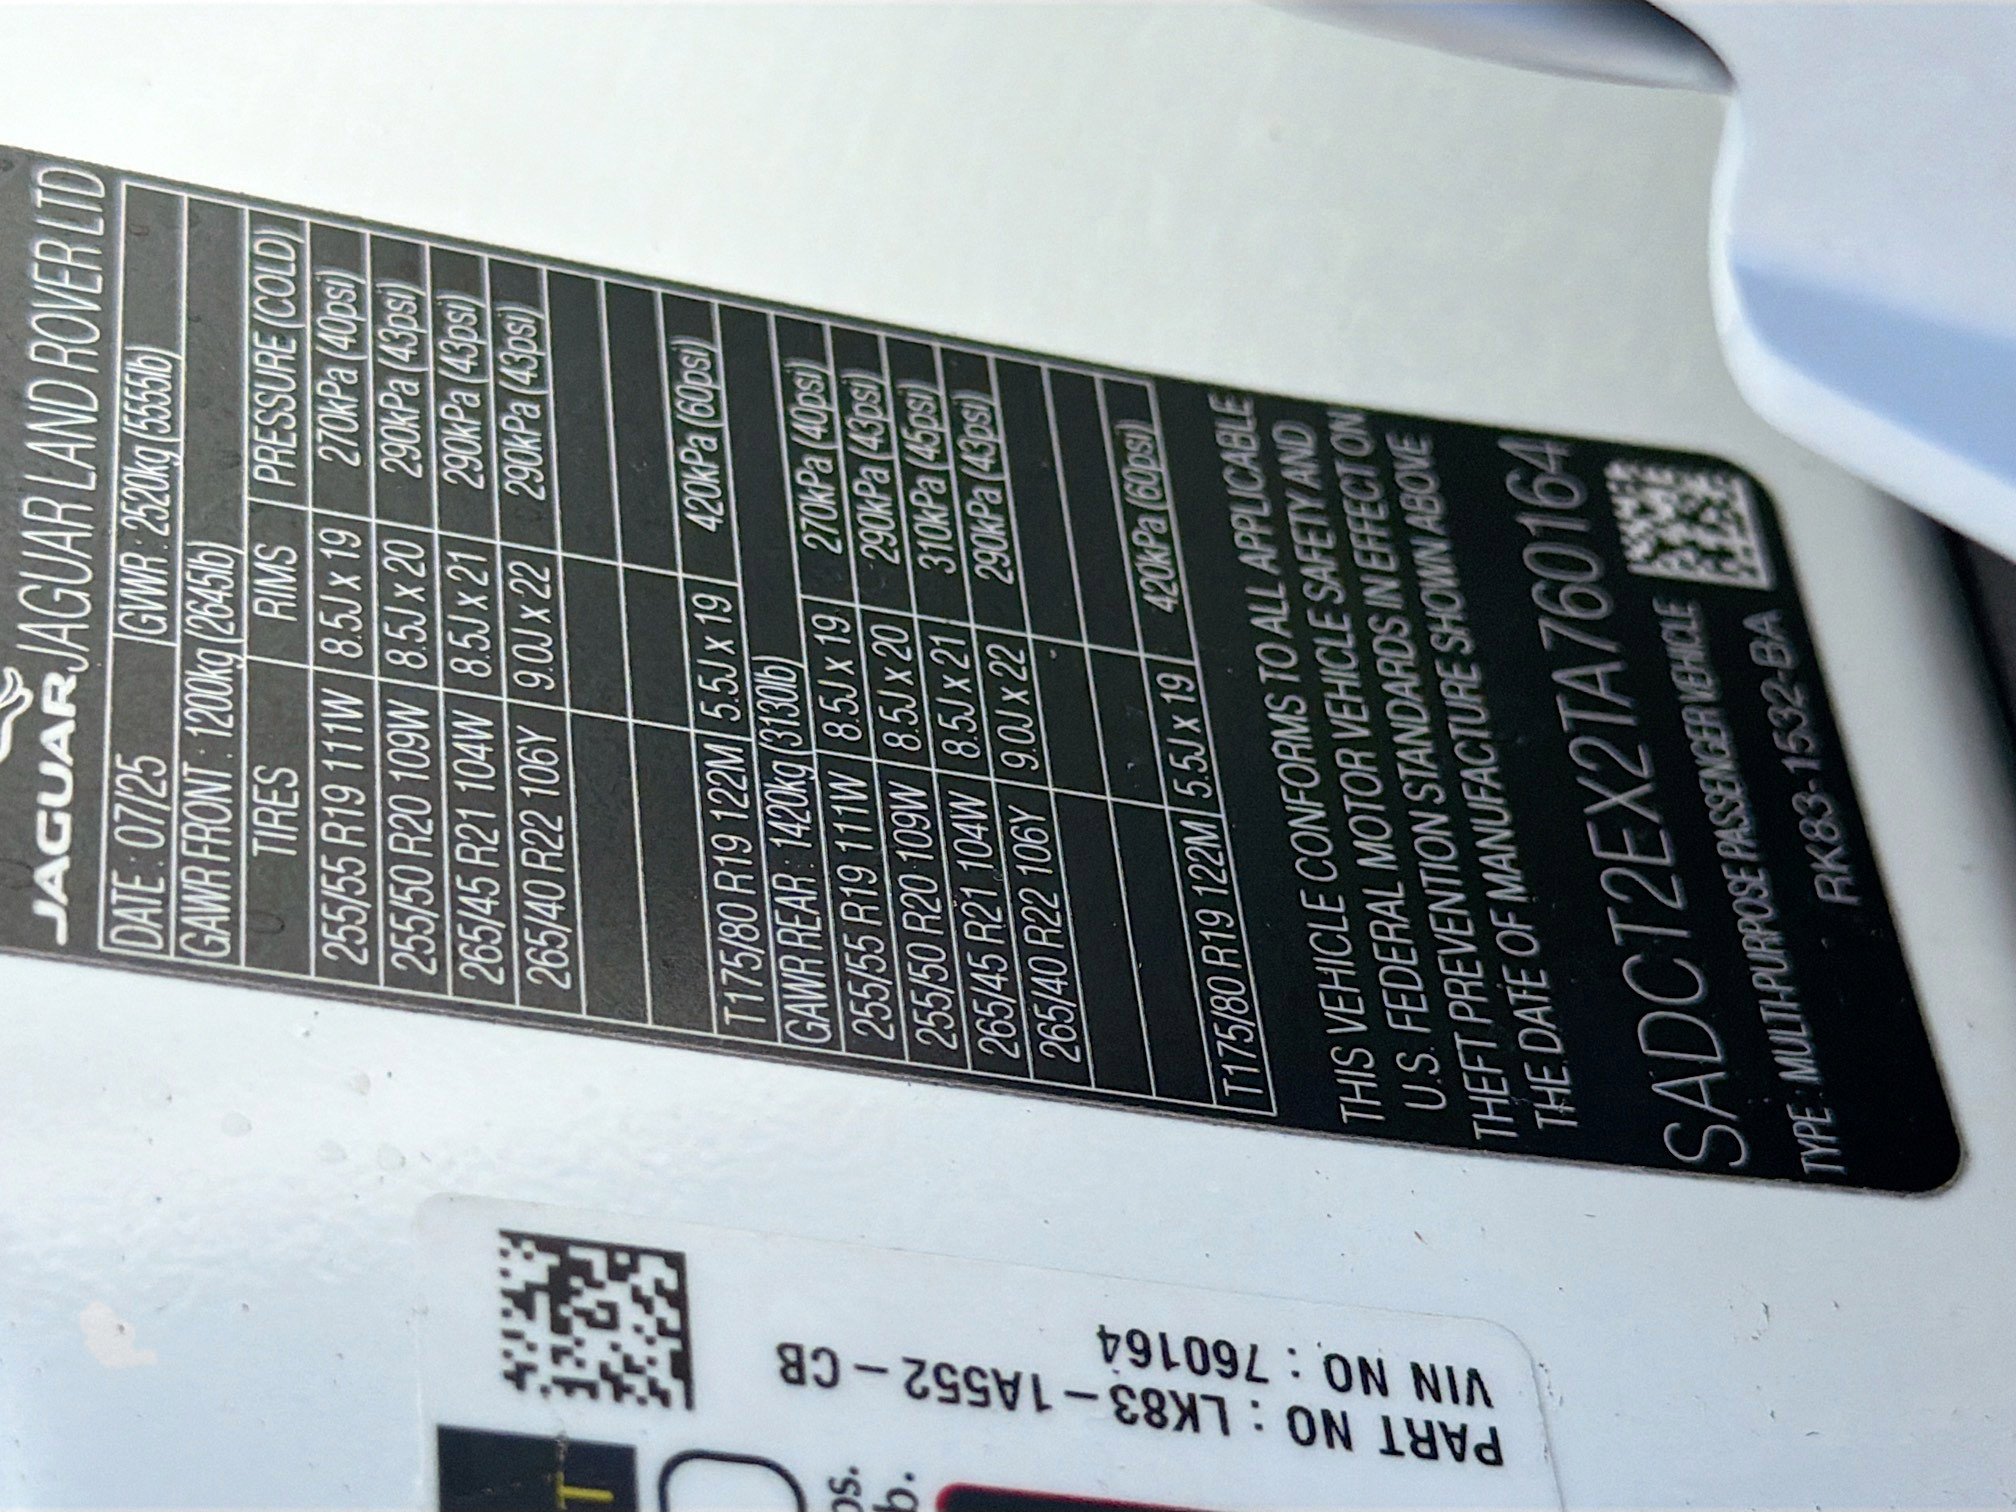 JAGUAR JAGUAR LAND ROVER LTD
DATE : 07/25 GVWR : 2520kg (5555lb)
GAWR FRONT : 1200kg (2645lb)
TIRES RIMS PRESSURE (COLD)
255/55 R19 111W 8.5J x 19 270kPa (40psi)
255/50 R20 109W 8.5J x 20 290kPa (43psi)
265/45 R21 104W 8.5J x 21 290kPa (43psi)
265/40 R22 106Y 9.0J x 22 290kPa (43psi)
T175/80 R19 122M 5.5J x 19 420kPa (60psi)
GAWR REAR : 1420kg (3130lb)
255/55 R19 111W 8.5J x 19 270kPa (40psi)
255/50 R20 109W 8.5J x 20 290kPa (43psi)
265/45 R21 104W 8.5J x 21 310kPa (45psi)
265/40 R22 106Y 9.0J x 22 290kPa (43psi)
T175/80 R19 122M 5.5J x 19 420kPa (60psi)
THIS VEHICLE CONFORMS TO ALL APPLICABLE
U.S. FEDERAL MOTOR VEHICLE SAFETY AND
THEFT PREVENTION STANDARDS IN EFFECT ON
THE DATE OF MANUFACTURE SHOWN ABOVE
SADCT2EX2TA760164
TYPE : MULTI-PURPOSE PASSENGER VEHICLE
RK83-1532-BA
PART NO : LK83-1A552-CB
VIN NO : 760164